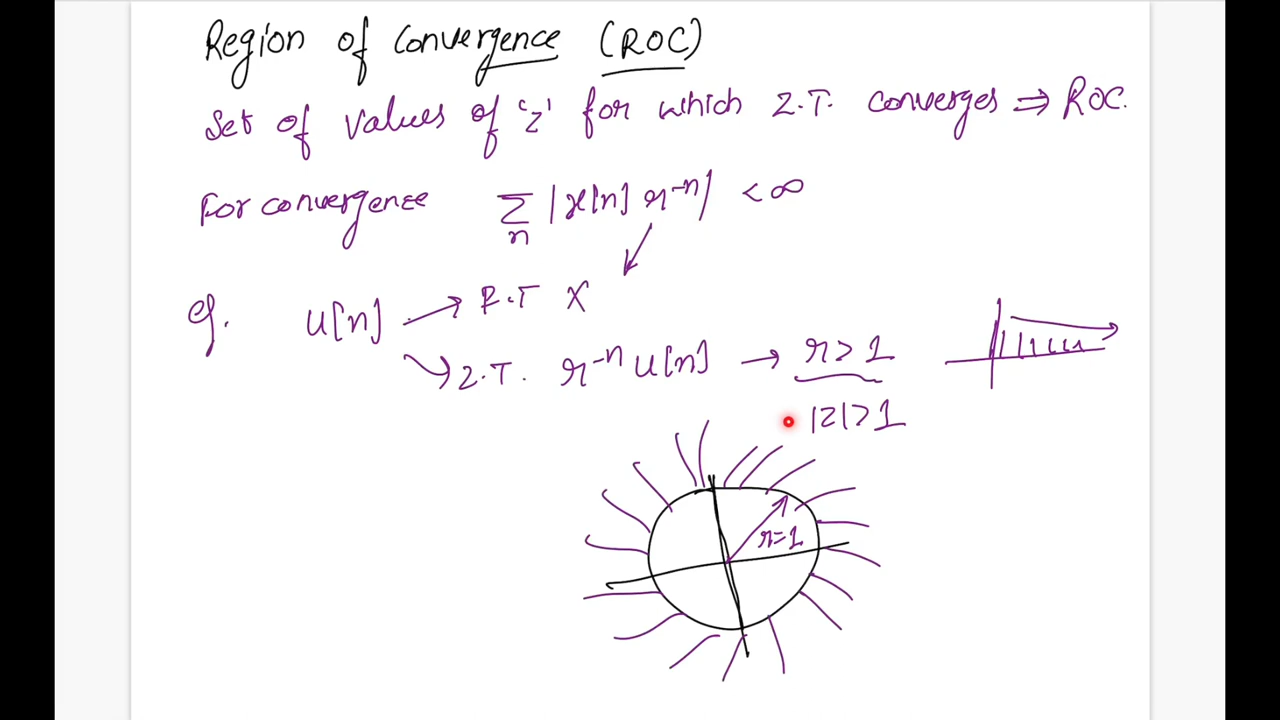 Region of Convergence (ROC)
Set of values of 'z' for which Z.T. converges ⇒ ROC.
For convergence ∑ₙ |x[n] r⁻ⁿ| < ∞
eg. u[n] → F.T X
→ Z.T. r⁻ⁿ u[n] → r > 1
|z| > 1
r=1